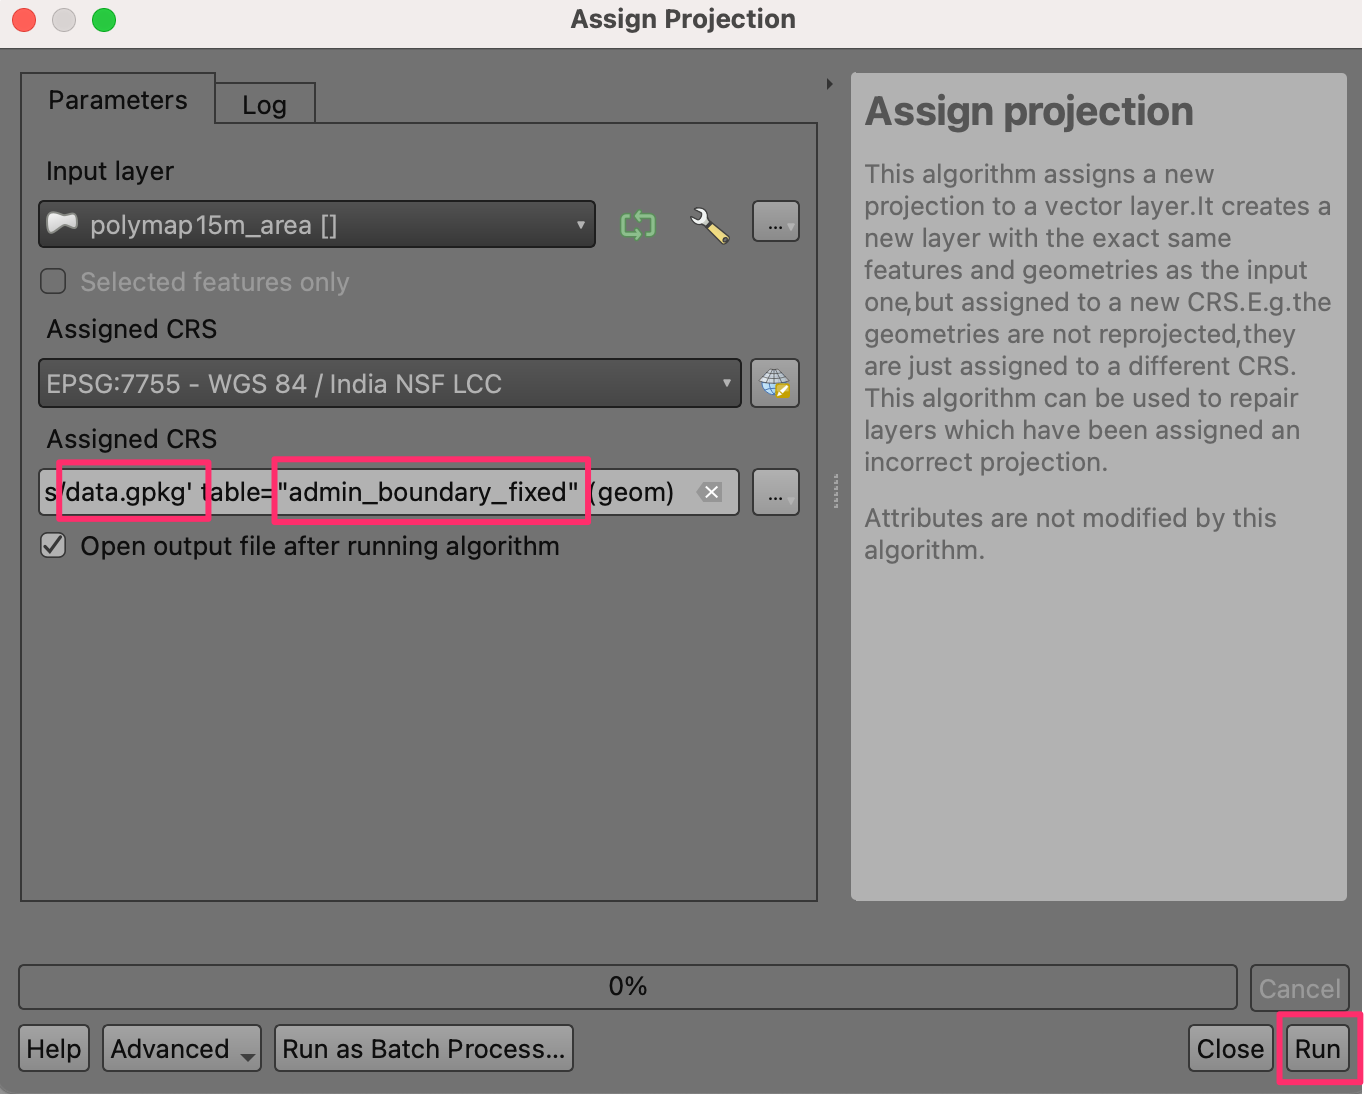 Assign Projection
Parameters
Log
Input layer
polymap15m_area []
...
Selected features only
Assigned CRS
EPSG:7755 - WGS 84 / India NSF LCC
Assigned CRS
s/data.gpkg' table="admin_boundary_fixed" (geom)
...
Open output file after running algorithm
Assign projection
This algorithm assigns a new
projection to a vector layer.It creates a
new layer with the exact same
features and geometries as the input
one,but assigned to a new CRS.E.g.the
geometries are not reprojected,they
are just assigned to a different CRS.
This algorithm can be used to repair
layers which have been assigned an
incorrect projection.
Attributes are not modified by this
algorithm.
0%
Cancel
Help
Advanced
Run as Batch Process...
Close
Run